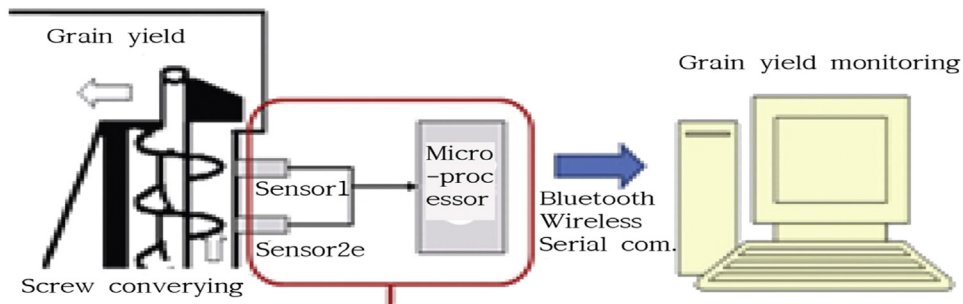 Grain yield
Grain yield monitoring
Micro
-proc
essor
Sensor1
Sensor2e
Bluetooth
Wireless
Serial com.
Screw converying